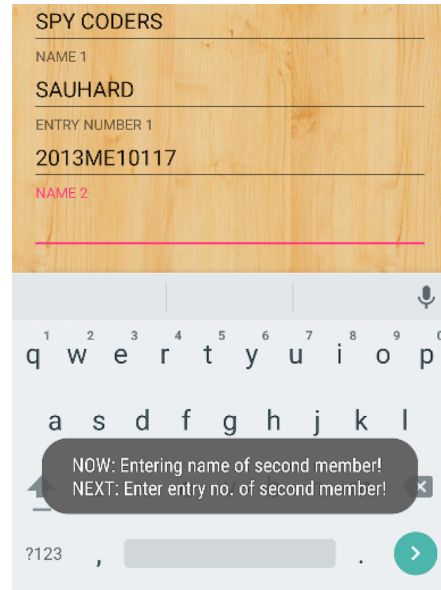 SPY CODERS
NAME 1
SAUHARD
ENTRY NUMBER 1
2013ME10117
NAME 2
1 2 3 4 5 6 7 8 9 0
q w e r t y u i o p
a s d f g h j k l
NOW: Entering name of second member!
NEXT: Enter entry no. of second member!
?123 , .